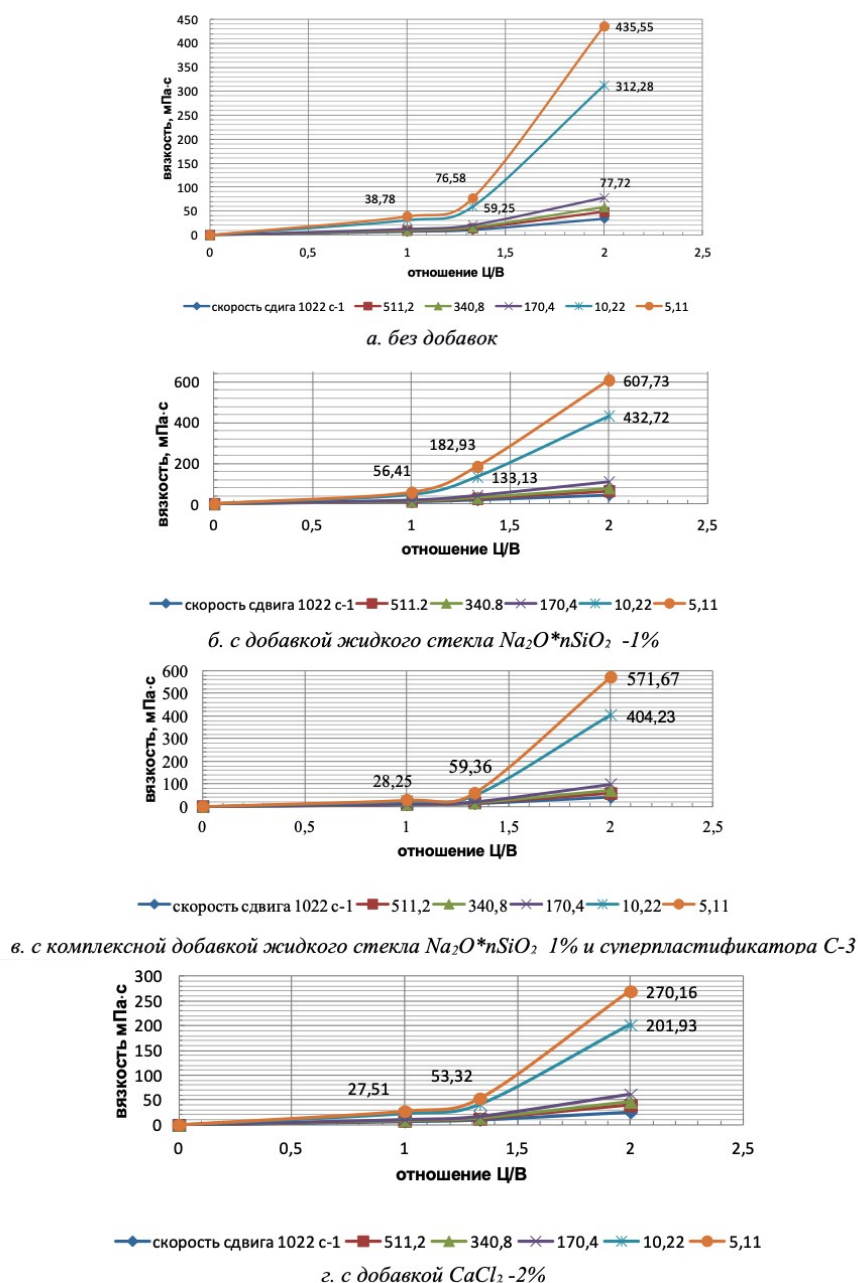 450
400
350
300
250
200
150
100
50
0
вязкость, мПа·с
435,55
312,28
76,58
77,72
38,78
59,25
0 0,5 1 1,5 2 2,5
отношение Ц/В
скорость сдига 1022 с-1 511,2 340,8 170,4 10,22 5,11
а. без добавок
600
400
200
0
вязкость, мПа·с
607,73
432,72
182,93
56,41
133,13
0 0,5 1 1,5 2 2,5
отношение Ц/В
скорость сдвига 1022 с-1 511.2 340.8 170,4 10,22 5,11
б. с добавкой жидкого стекла Na₂O*nSiO₂ -1%
600
500
400
300
200
100
0
вязкость, мПа·с
571,67
404,23
59,36
28,25
0 0,5 1 1,5 2 2,5
отношение Ц/В
скорость сдвига 1022 с-1 511,2 340,8 170,4 10,22 5,11
в. с комплексной добавкой жидкого стекла Na₂O*nSiO₂ 1% и суперпластификатора С-3
300
250
200
150
100
50
0
вязкость мПа·с
270,16
201,93
53,32
27,51
0 0,5 1 1,5 2 2,5
отношение Ц/В
скорость сдвига 1022 с-1 511,2 340,8 170,4 10,22 5,11
г. с добавкой CaCl₂ -2%